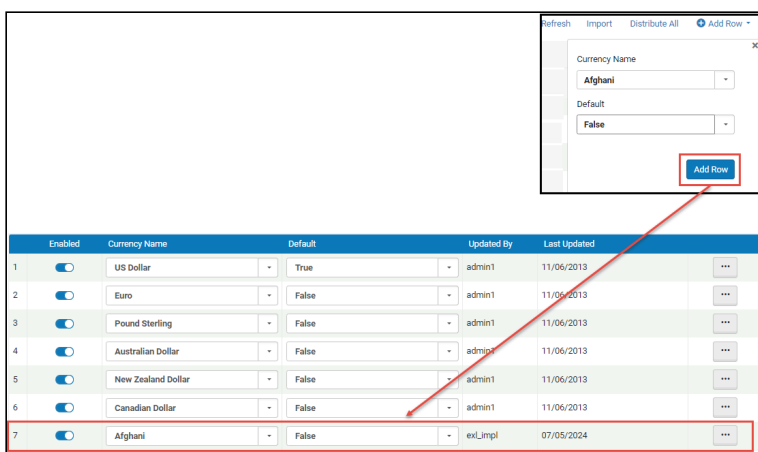 Refresh Import Distribute All Add Row
×
Currency Name
Afghani
Default
False
Add Row
Enabled Currency Name Default Updated By Last Updated
1 US Dollar True admin1 11/06/2013 ...
2 Euro False admin1 11/06/2013 ...
3 Pound Sterling False admin1 11/06/2013 ...
4 Australian Dollar False admin1 11/06/2013 ...
5 New Zealand Dollar False admin1 11/06/2013 ...
6 Canadian Dollar False admin1 11/06/2013 ...
7 Afghani False exl_impl 07/05/2024 ...